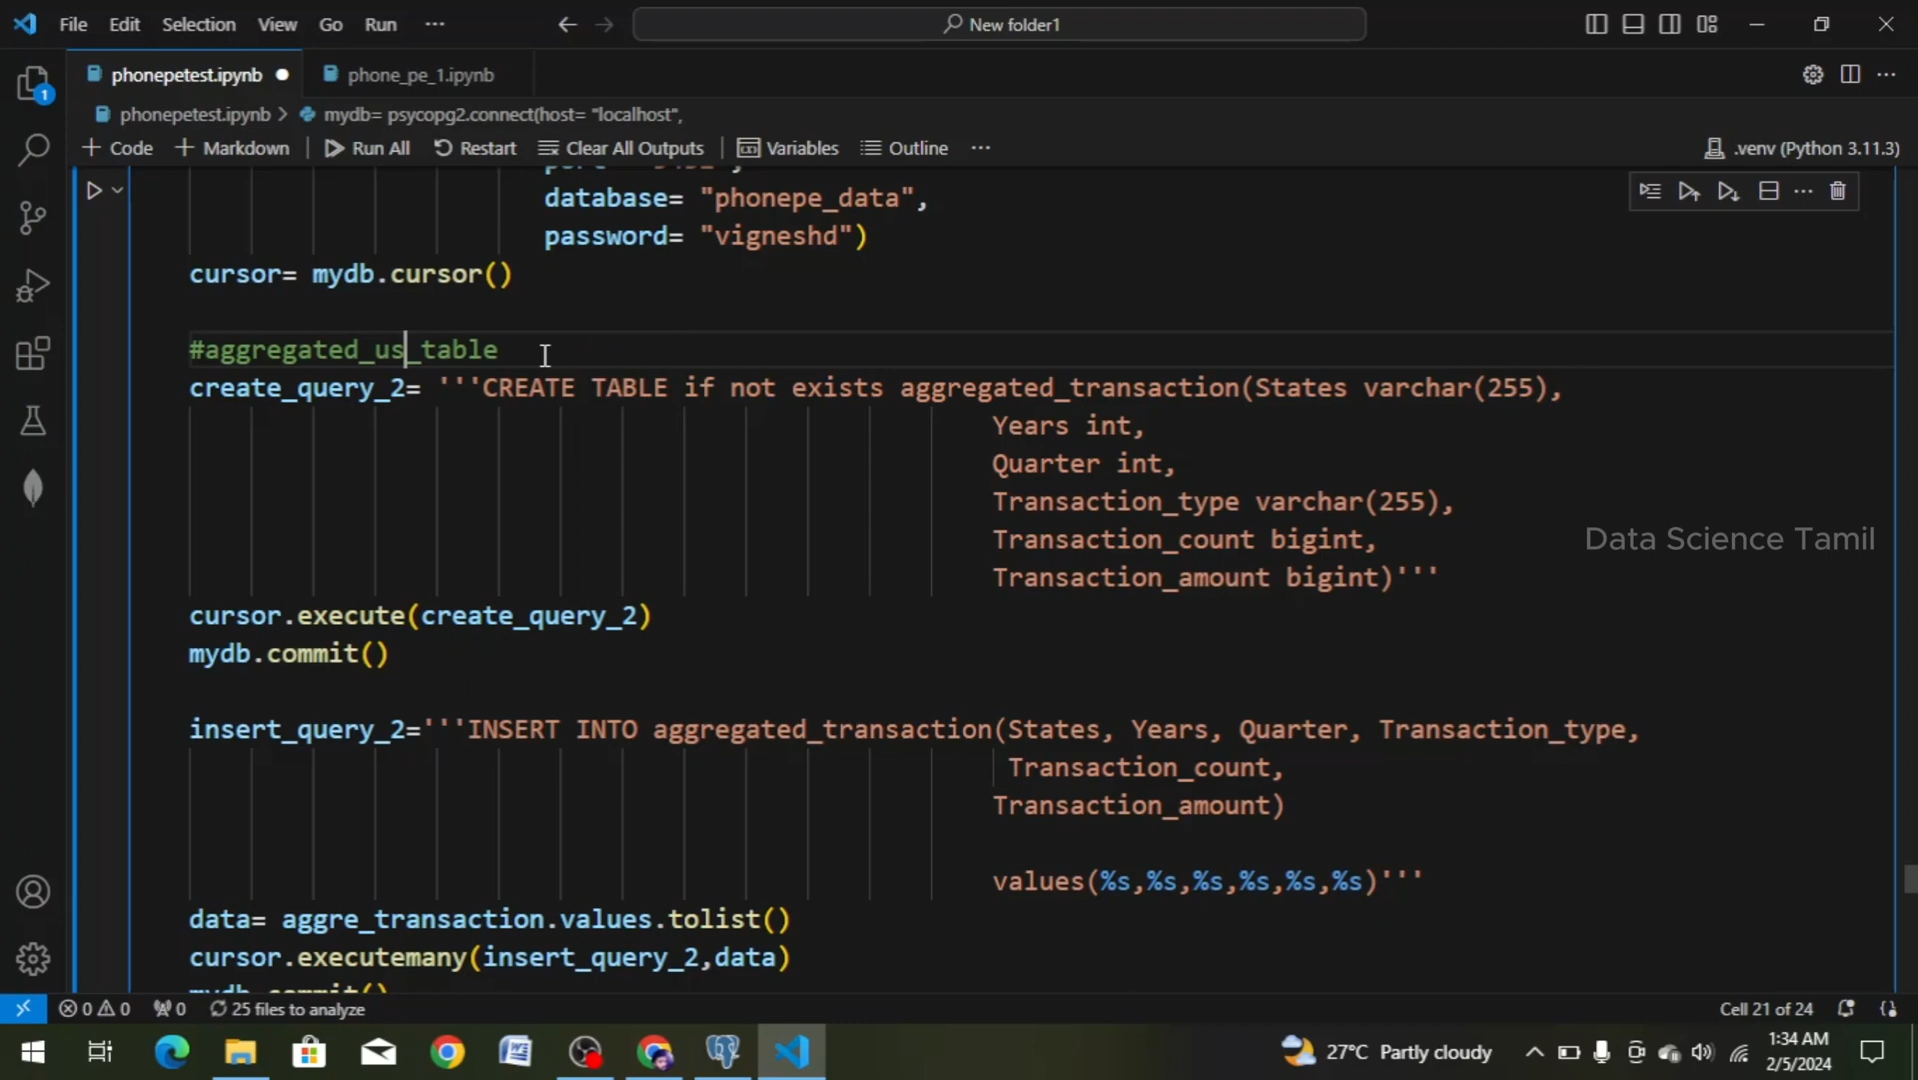 File Edit Selection View Go Run ... New folder1
phonepetest.ipynb phone_pe_1.ipynb
phonepetest.ipynb > mydb= psycopg2.connect(host= "localhost",
+ Code + Markdown Run All Restart Clear All Outputs Variables Outline ... .venv (Python 3.11.3)
database= "phonepe_data",
password= "vigneshd")
cursor= mydb.cursor()
#aggregated_us_table
create_query_2= '''CREATE TABLE if not exists aggregated_transaction(States varchar(255),
Years int,
Quarter int,
Transaction_type varchar(255),
Transaction_count bigint,
Transaction_amount bigint)'''
Data Science Tamil
cursor.execute(create_query_2)
mydb.commit()
insert_query_2='''INSERT INTO aggregated_transaction(States, Years, Quarter, Transaction_type,
Transaction_count,
Transaction_amount)
values(%s,%s,%s,%s,%s,%s)'''
data= aggre_transaction.values.tolist()
cursor.executemany(insert_query_2,data)
mydb.commit()
0 0 0 25 files to analyze Cell 21 of 24
27°C Partly cloudy 1:34 AM
2/5/2024